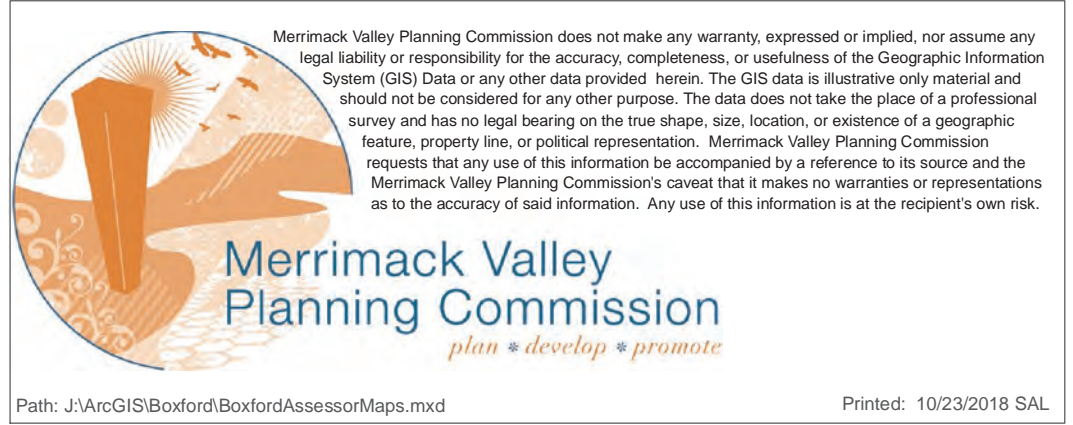 Merrimack Valley Planning Commission does not make any warranty, expressed or implied, nor assume any
legal liability or responsibility for the accuracy, completeness, or usefulness of the Geographic Information
System (GIS) Data or any other data provided herein. The GIS data is illustrative only material and
should not be considered for any other purpose. The data does not take the place of a professional
survey and has no legal bearing on the true shape, size, location, or existence of a geographic
feature, property line, or political representation. Merrimack Valley Planning Commission
requests that any use of this information be accompanied by a reference to its source and the
Merrimack Valley Planning Commission's caveat that it makes no warranties or representations
as to the accuracy of said information. Any use of this information is at the recipient's own risk.
Merrimack Valley
Planning Commission
plan * develop * promote
Path: J:\ArcGIS\Boxford\BoxfordAssessorMaps.mxd
Printed: 10/23/2018 SAL